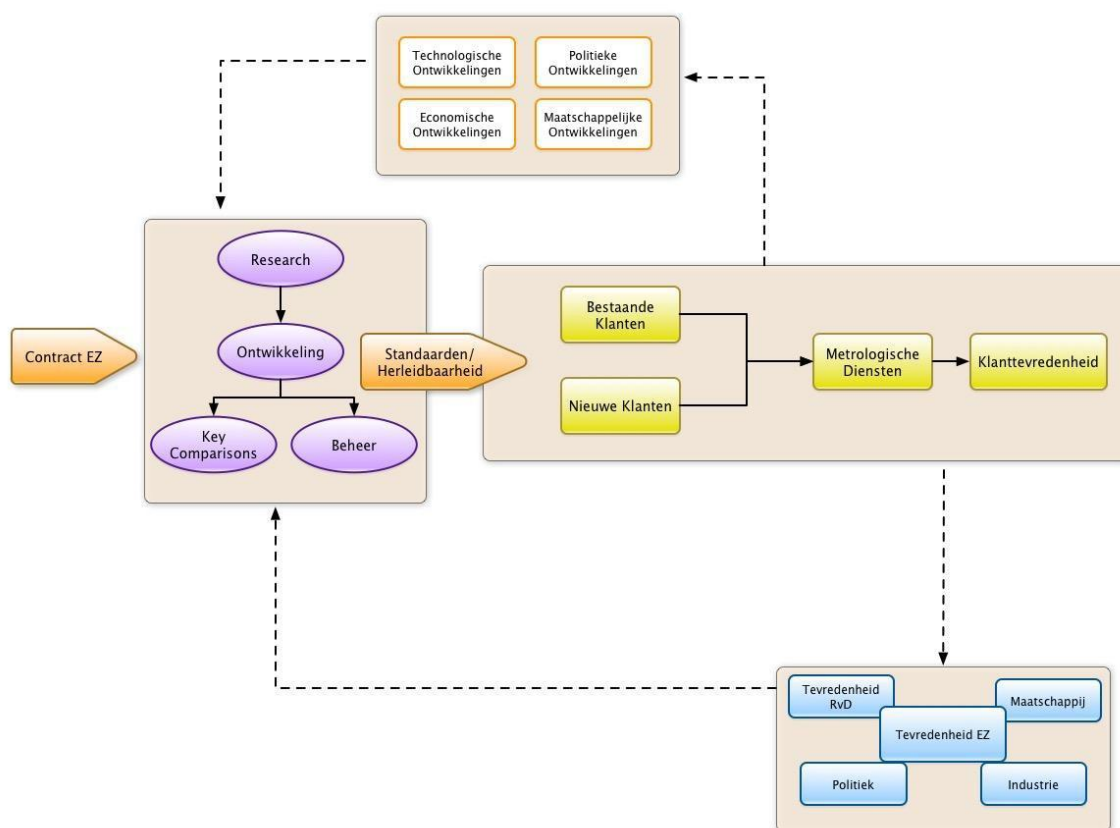 Technologische
Ontwikkelingen
Politieke
Ontwikkelingen
Economische
Ontwikkelingen
Maatschappelijke
Ontwikkelingen
Research
Ontwikkeling
Key
Comparisons
Beheer
Contract EZ
Standaarden/
Herleidbaarheid
Bestaande
Klanten
Nieuwe Klanten
Metrologische
Diensten
Klanttevredenheid
Tevredenheid
RvD
Maatschappij
Tevredenheid EZ
Politiek
Industrie